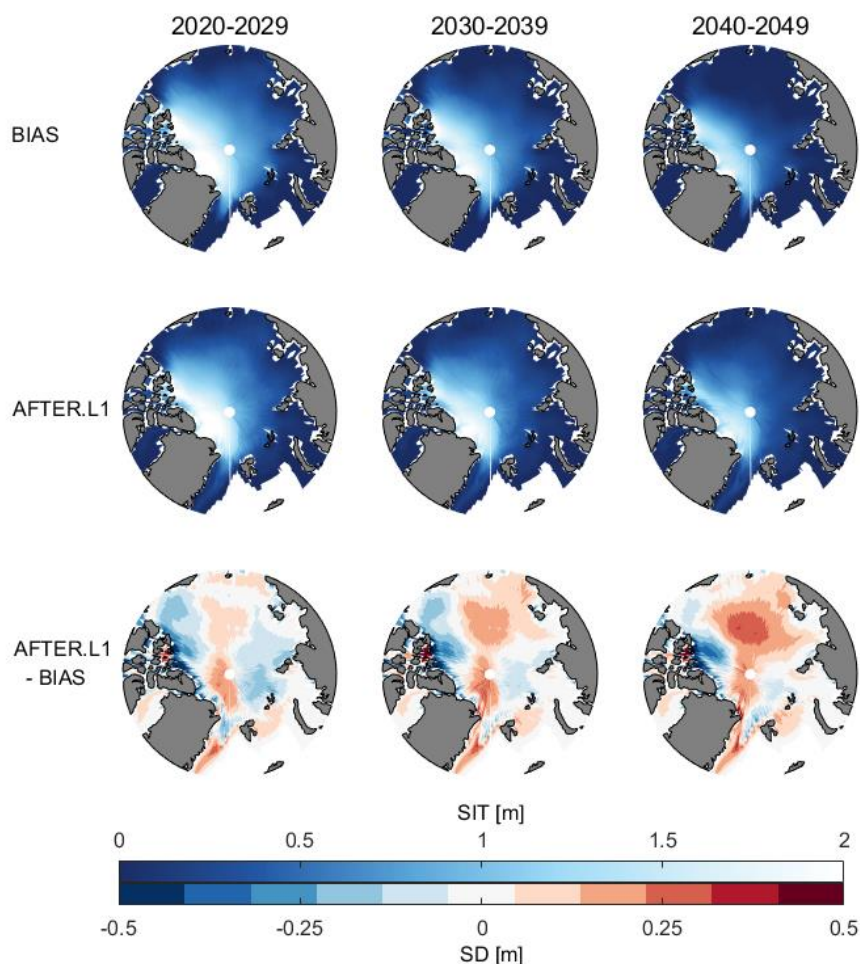 2020-2029 2030-2039 2040-2049
BIAS
AFTER.L1
AFTER.L1
- BIAS
SIT [m]
0 0.5 1 1.5 2
-0.5 -0.25 0 0.25 0.5
SD [m]